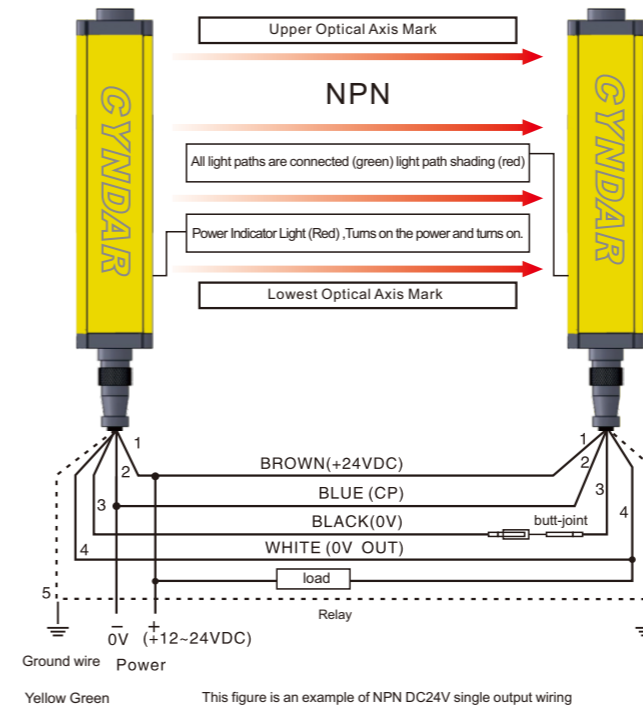 Upper Optical Axis Mark
CYNDAR
CYNDAR
NPN
All light paths are connected (green) light path shading (red)
Power Indicator Light (Red) ,Turns on the power and turns on.
Lowest Optical Axis Mark
1
1
2
BROWN(+24VDC)
2
BLUE (CP)
3
3
BLACK(0V)
butt-joint
4
4
WHITE (0V OUT)
load
5
Relay
− +
0V (+12~24VDC)
Ground wire Power
Yellow Green
This figure is an example of NPN DC24V single output wiring